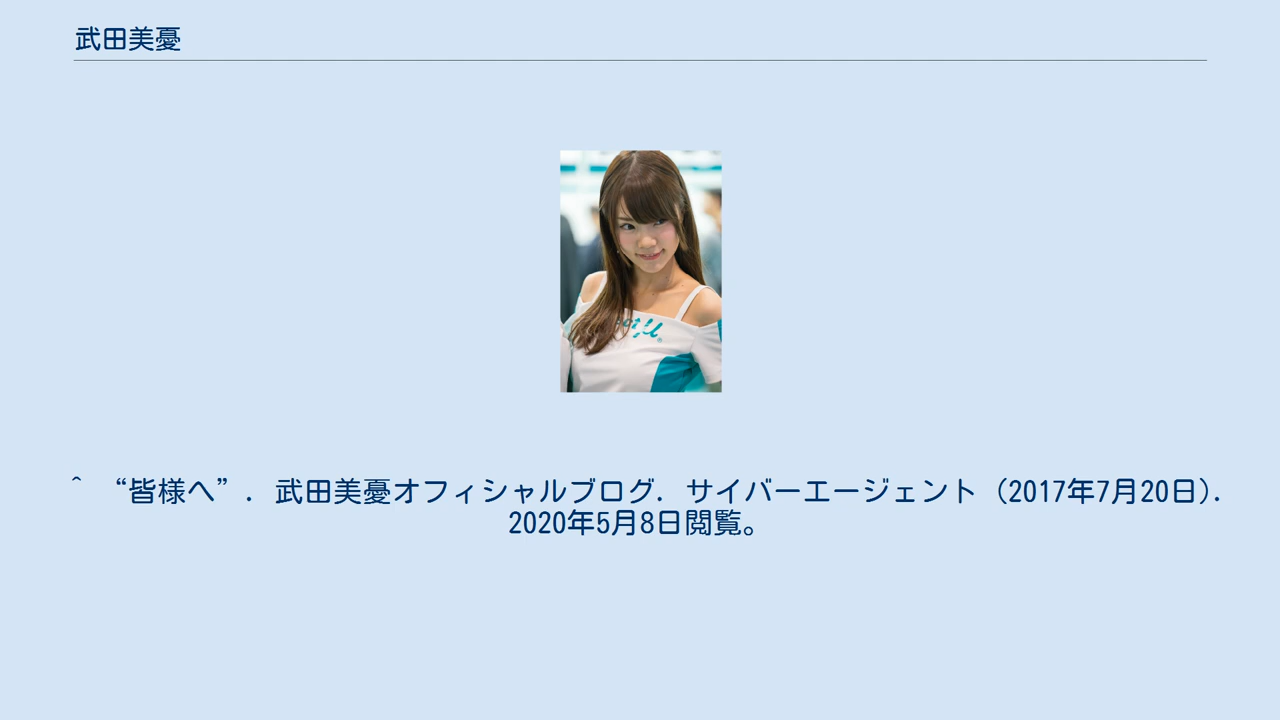 武田美憂
^ “皆様へ”. 武田美憂オフィシャルブログ. サイバーエージェント (2017年7月20日).
2020年5月8日閲覧。